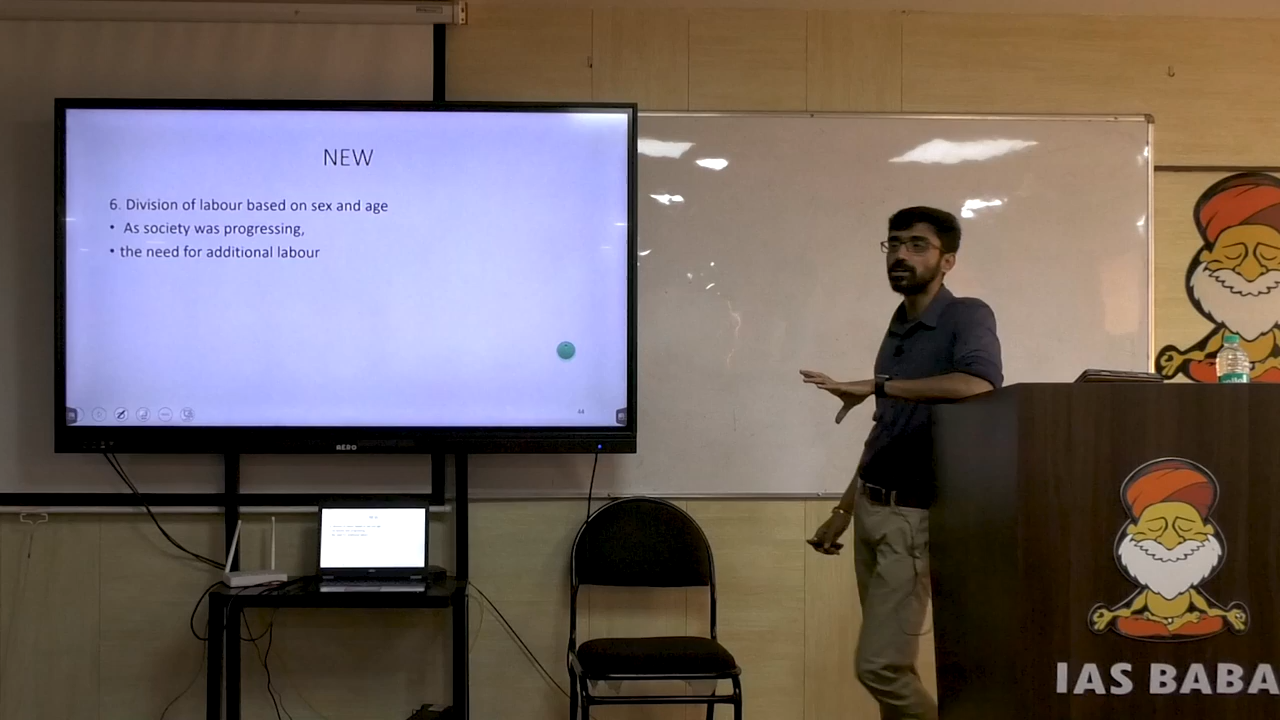 NEW
6. Division of labour based on sex and age
• As society was progressing,
• the need for additional labour
44
IAS BABA